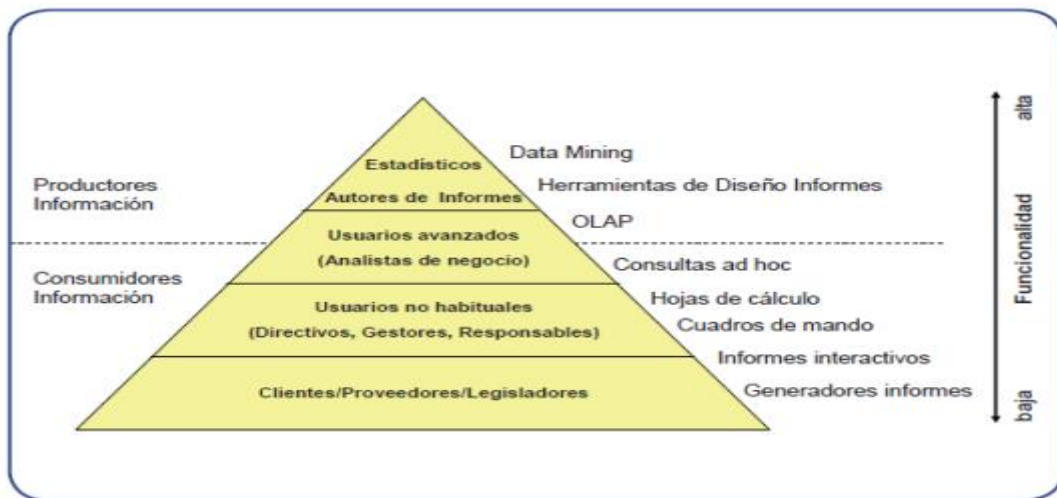 Estadísticos
Autores de Informes
Usuarios avanzados
(Analistas de negocio)
Usuarios no habituales
(Directivos, Gestores, Responsables)
Clientes/Proveedores/Legisladores
Productores
Información
Consumidores
Información
Data Mining
Herramientas de Diseño Informes
OLAP
Consultas ad hoc
Hojas de cálculo
Cuadros de mando
Informes interactivos
Generadores informes
alta
Funcionalidad
baja